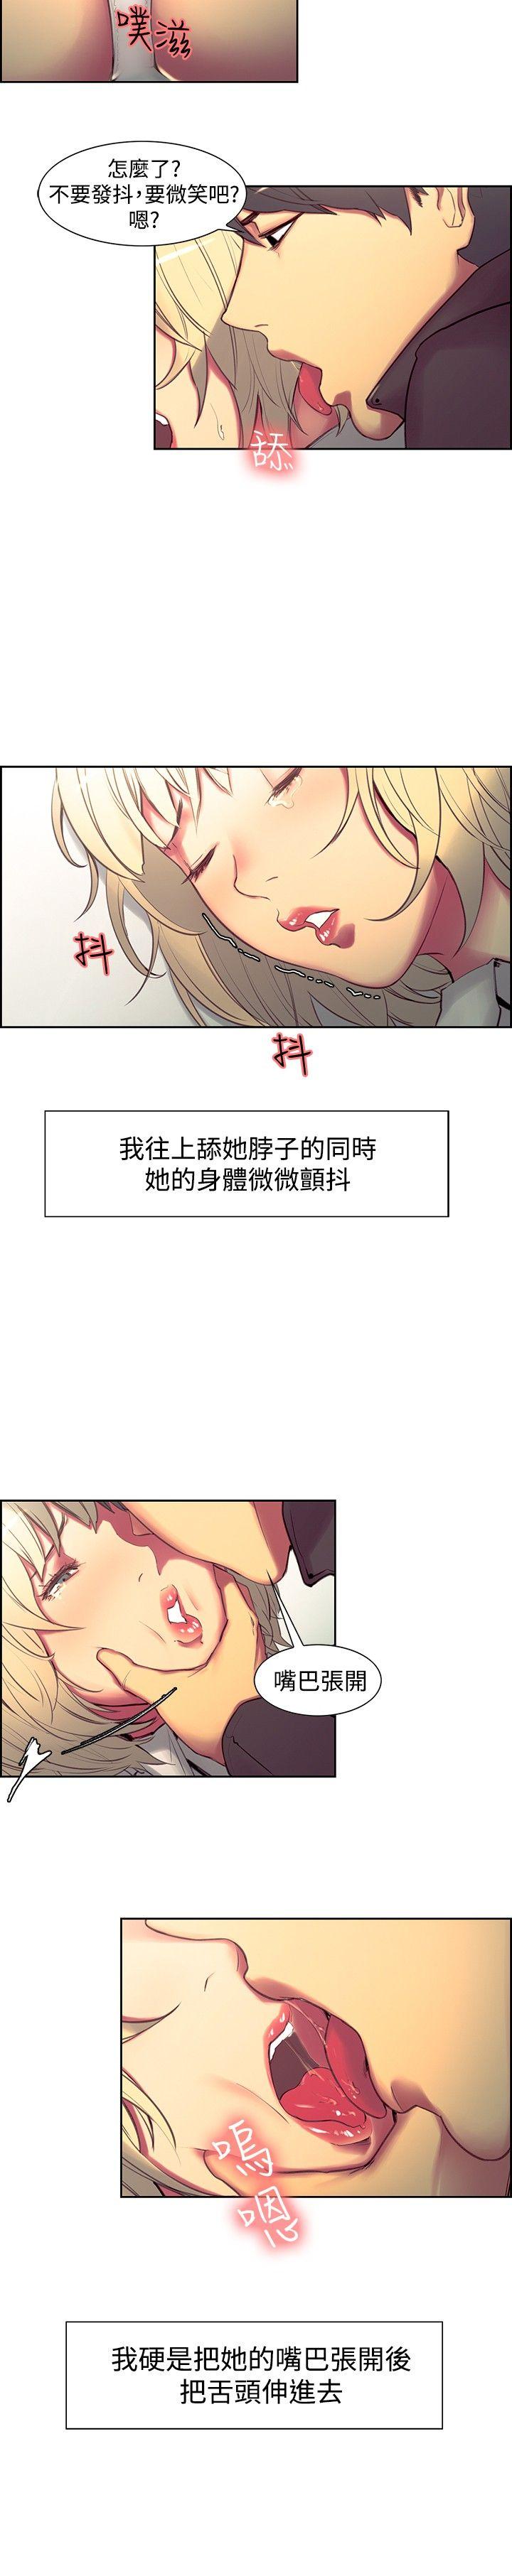 噗滋
怎麼了?
不要發抖，要微笑吧?
嗯?
舔
抖
抖
我往上舔她脖子的同時
她的身體微微顫抖
嘴巴張開
嗚
嗯
我硬是把她的嘴巴張開後
把舌頭伸進去